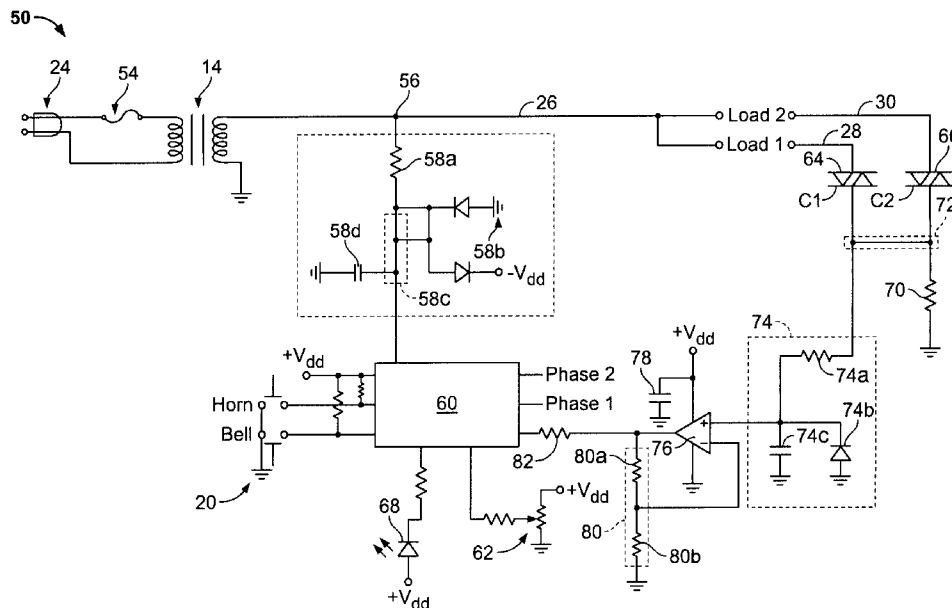 50
24
54
14
56
26
Load 2
30
Load 1
28
66
64
C1
C2
72
58a
58d
58b
-Vdd
58c
70
74
+Vdd
78
74a
+Vdd
Phase 2
Horn
60
Phase 1
74b
Bell
82
80a
76
+
-
74c
20
68
+Vdd
62
80
80b
+Vdd